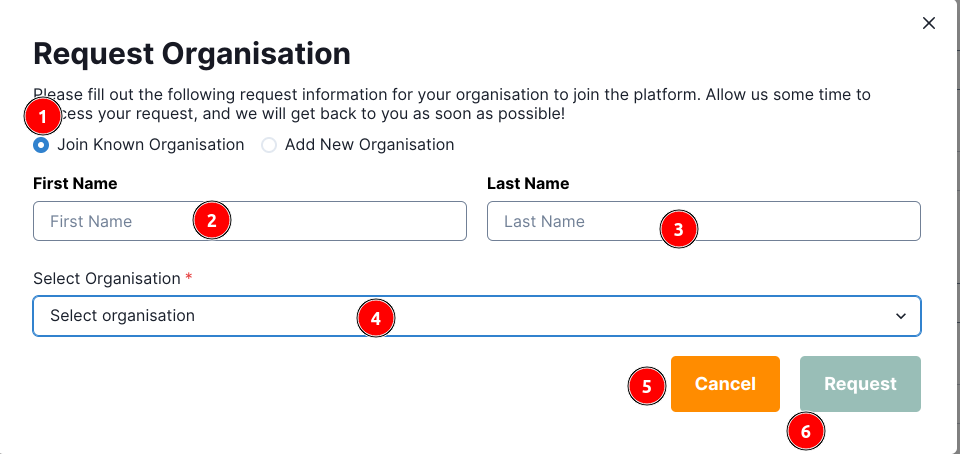 Request Organisation
Please fill out the following request information for your organisation to join the platform. Allow us some time to
1
cess your request, and we will get back to you as soon as possible!
Join Known Organisation Add New Organisation
First Name Last Name
First Name 2 Last Name 3
Select Organisation *
Select organisation 4
5 Cancel Request
6